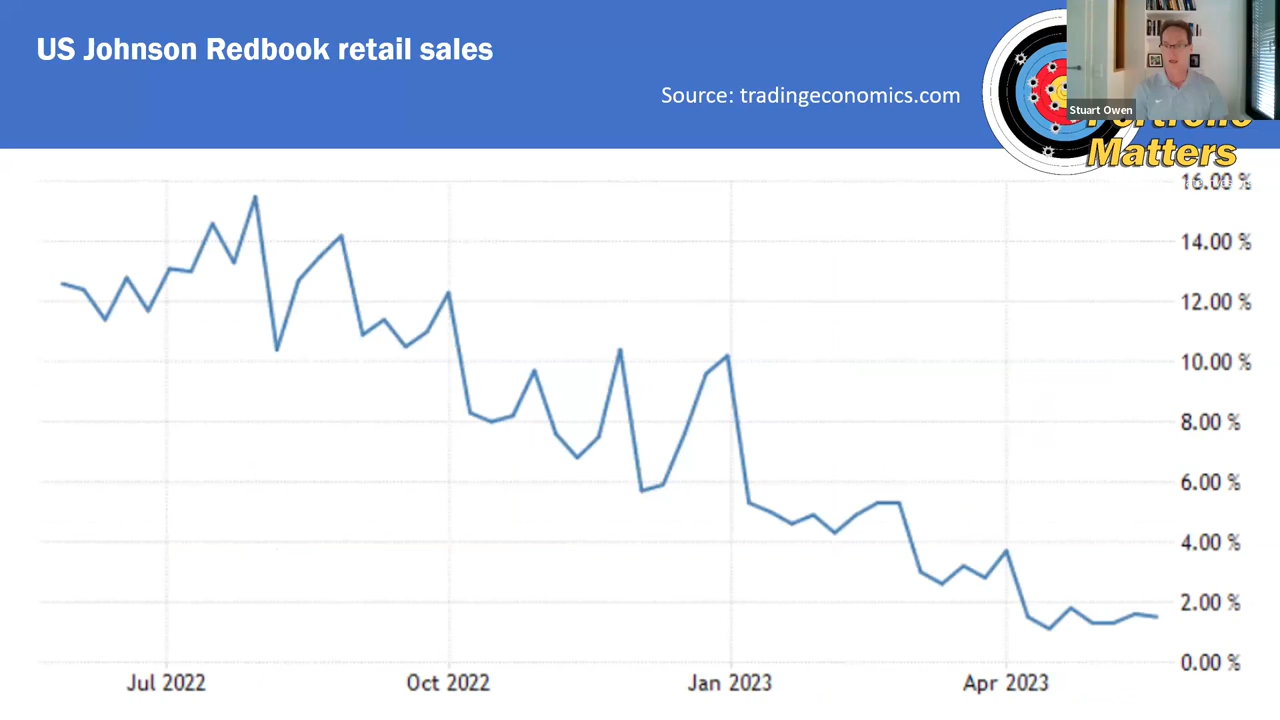 US Johnson Redbook retail sales
Source: tradingeconomics.com
Stuart Owen
Matters
16.00 %
14.00 %
12.00 %
10.00 %
8.00 %
6.00 %
4.00 %
2.00 %
0.00 %
Jul 2022
Oct 2022
Jan 2023
Apr 2023